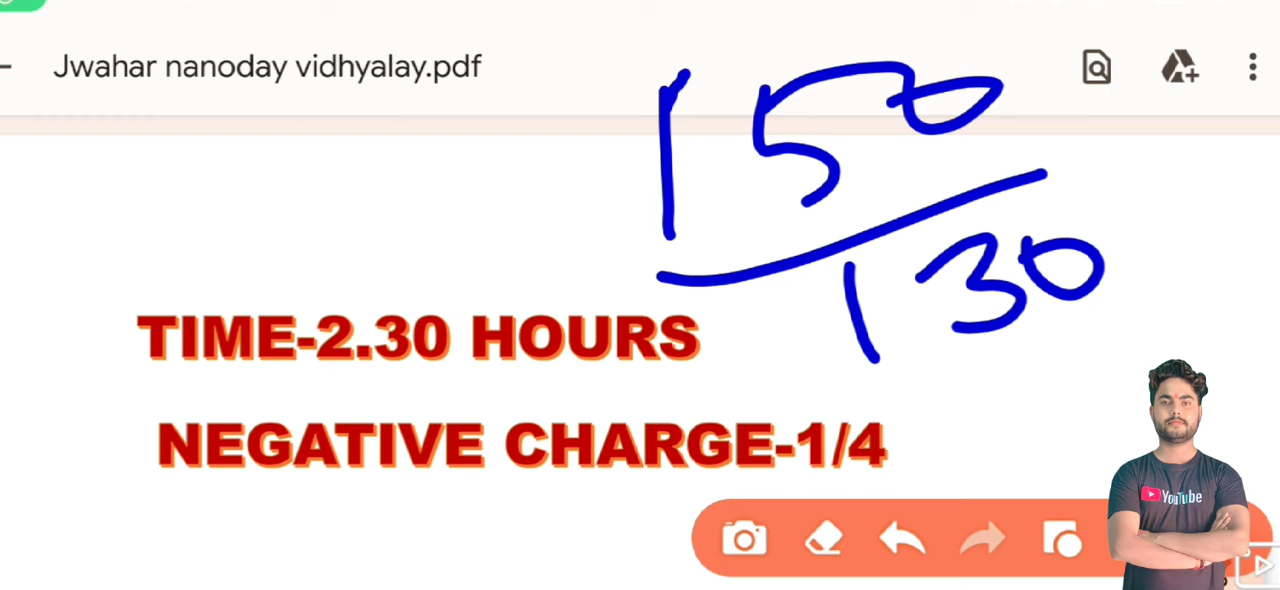 Jwahar nanoday vidhyalay.pdf
150
130
TIME-2.30 HOURS
NEGATIVE CHARGE-1/4
YouTube